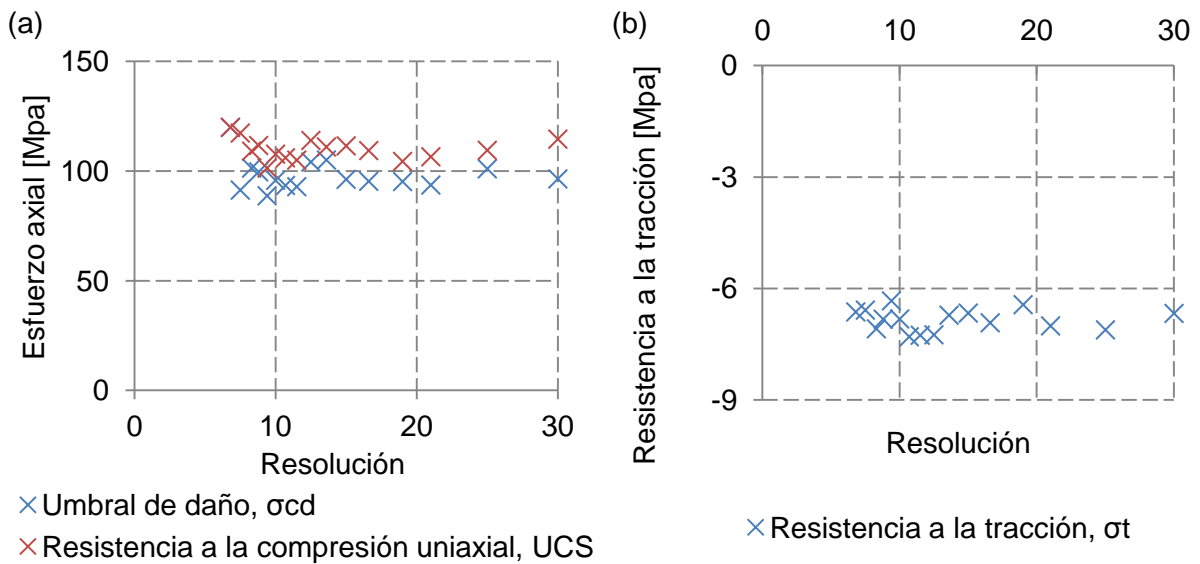 (a)
150
100
50
0
Esfuerzo axial [Mpa]
0 10 20 30
Resolución
× Umbral de daño, σcd
× Resistencia a la compresión uniaxial, UCS
(b)
0 10 20 30
0
-3
-6
-9
Resistencia a la tracción [Mpa]
Resolución
× Resistencia a la tracción, σt